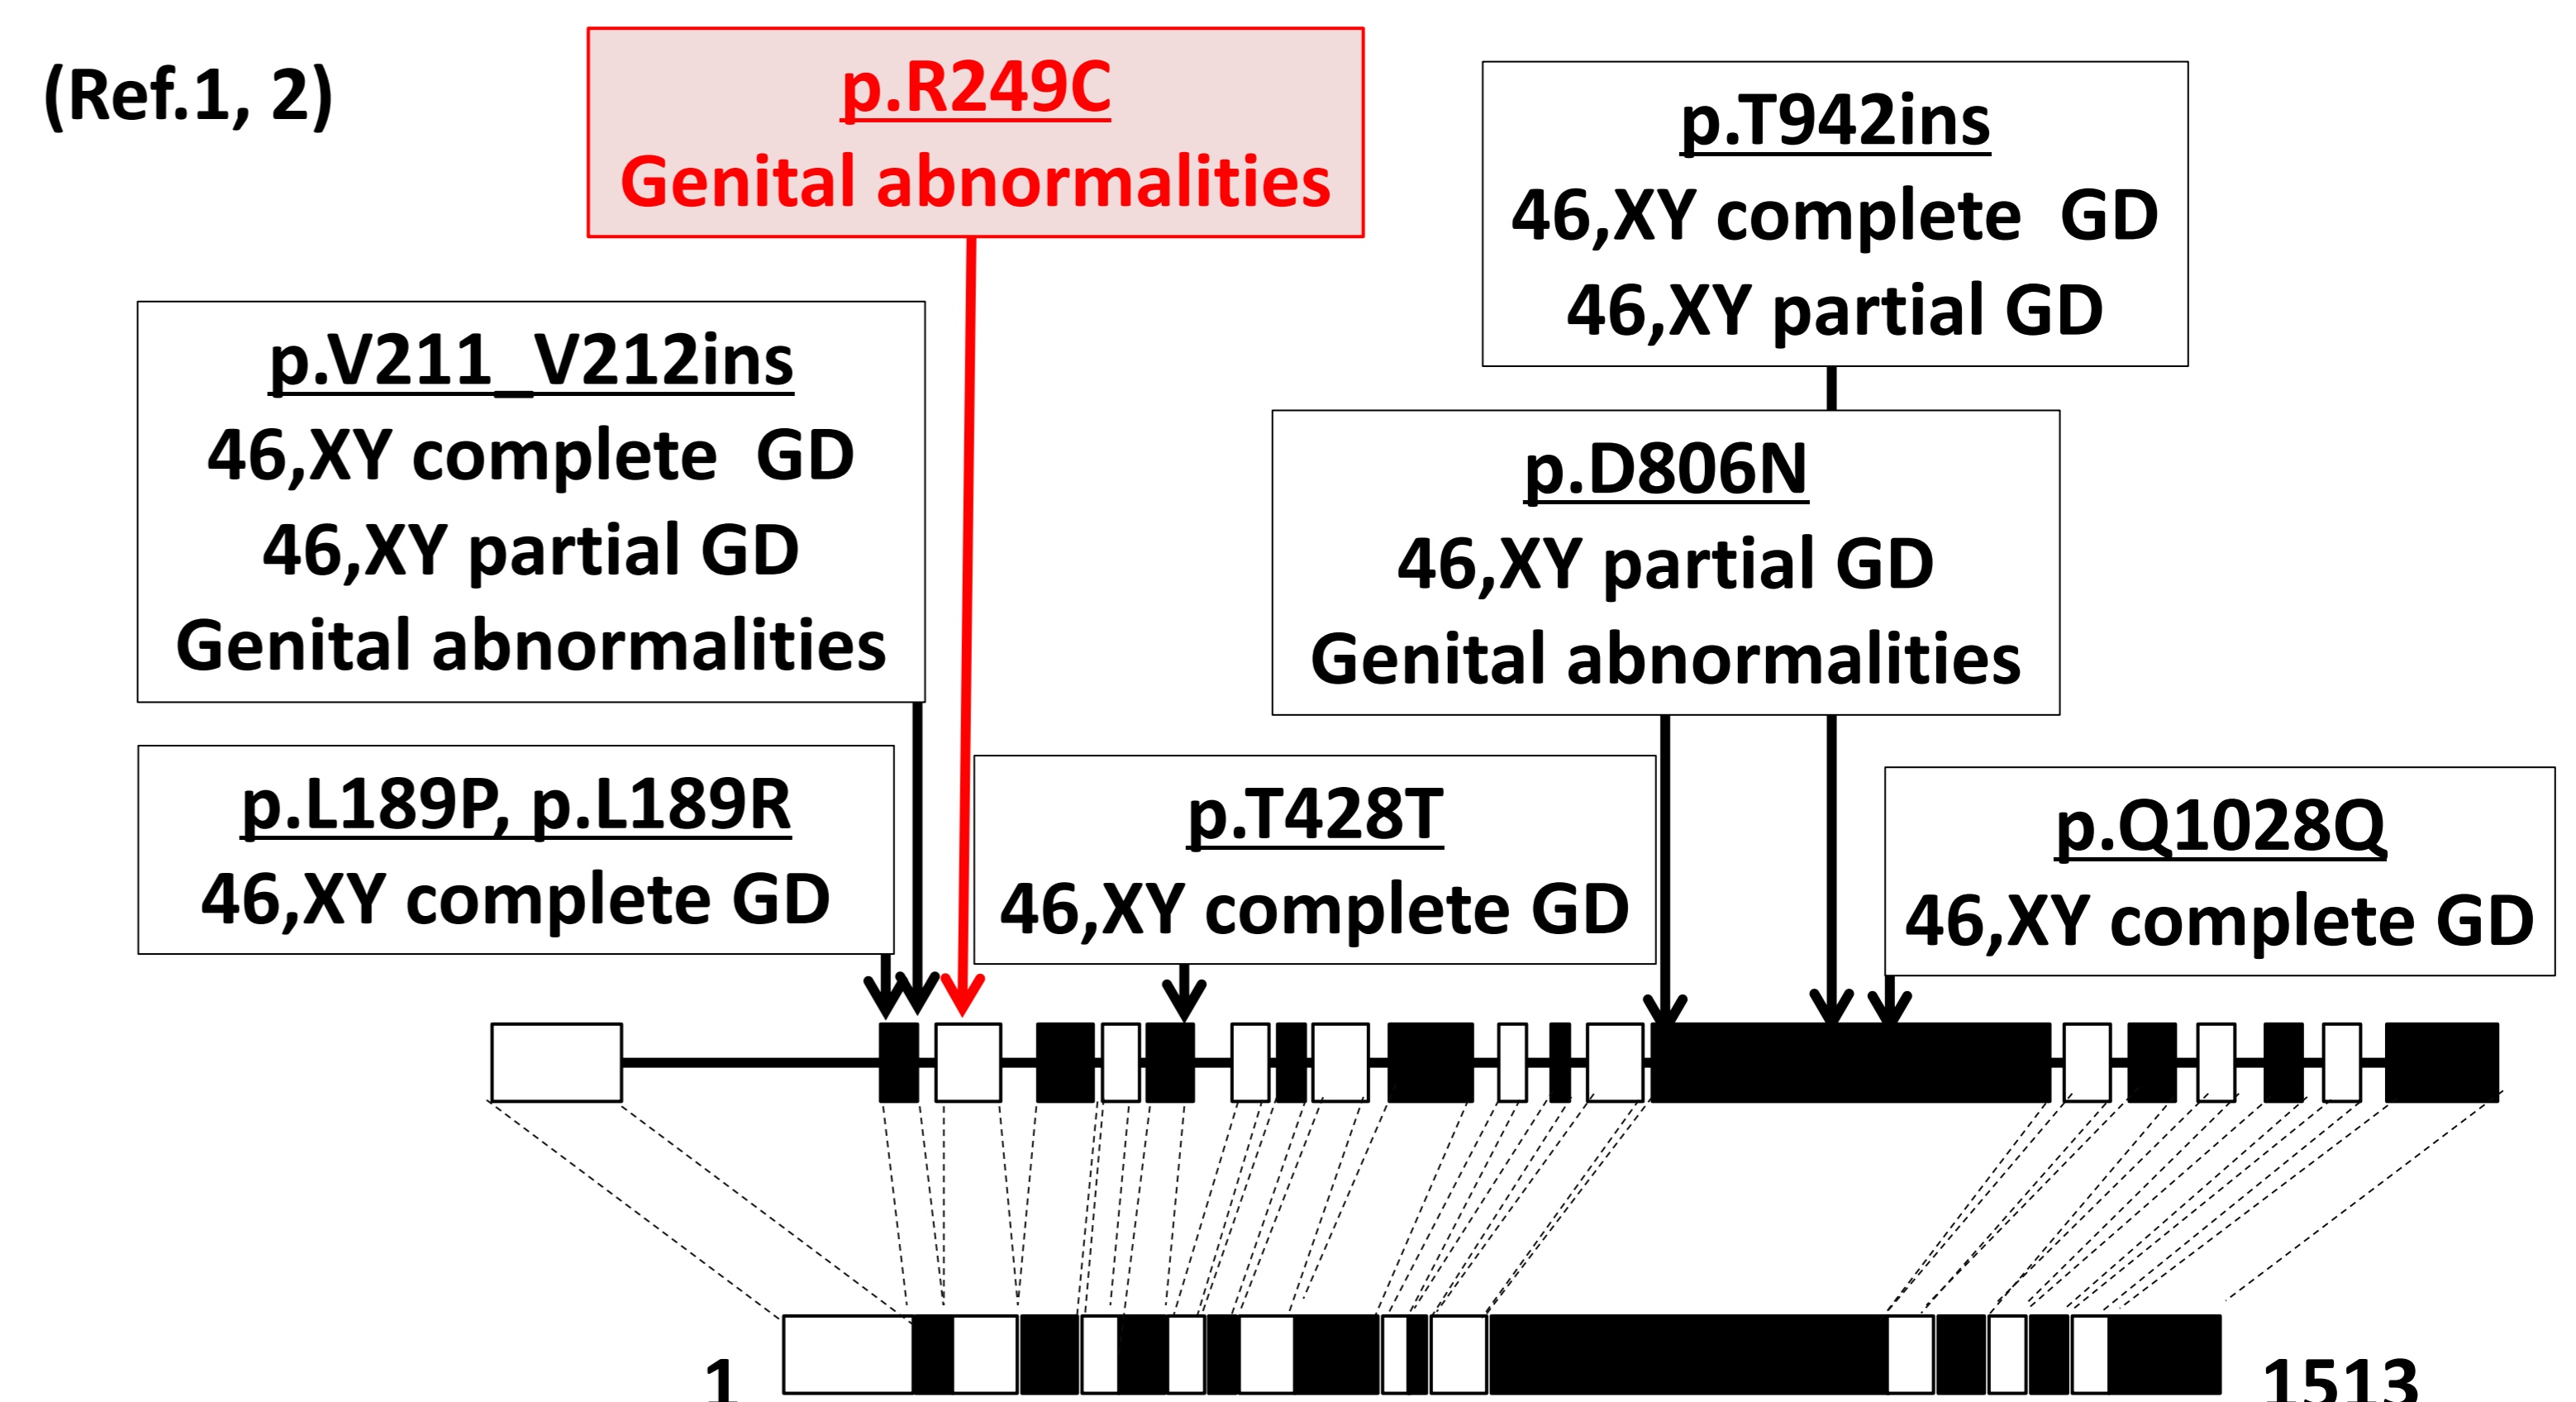 (Ref.1, 2)
p.R249C
Genital abnormalities
p.T942ins
46,XY complete GD
46,XY partial GD
p.V211_V212ins
46,XY complete GD
46,XY partial GD
Genital abnormalities
p.D806N
46,XY partial GD
Genital abnormalities
p.L189P, p.L189R
46,XY complete GD
p.T428T
46,XY complete GD
p.Q1028Q
46,XY complete GD
1
1513